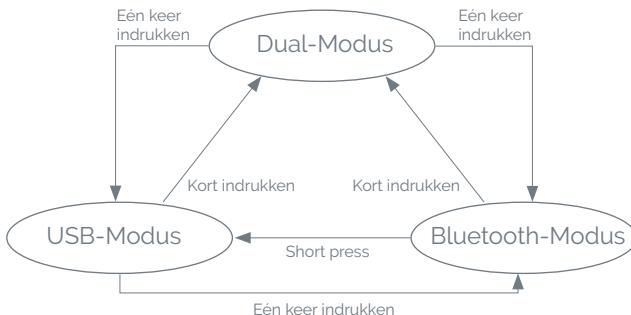 Eén keer
indrukken
Eén keer
indrukken
Dual-Modus
Kort indrukken
Kort indrukken
USB-Modus
Bluetooth-Modus
Short press
Eén keer indrukken